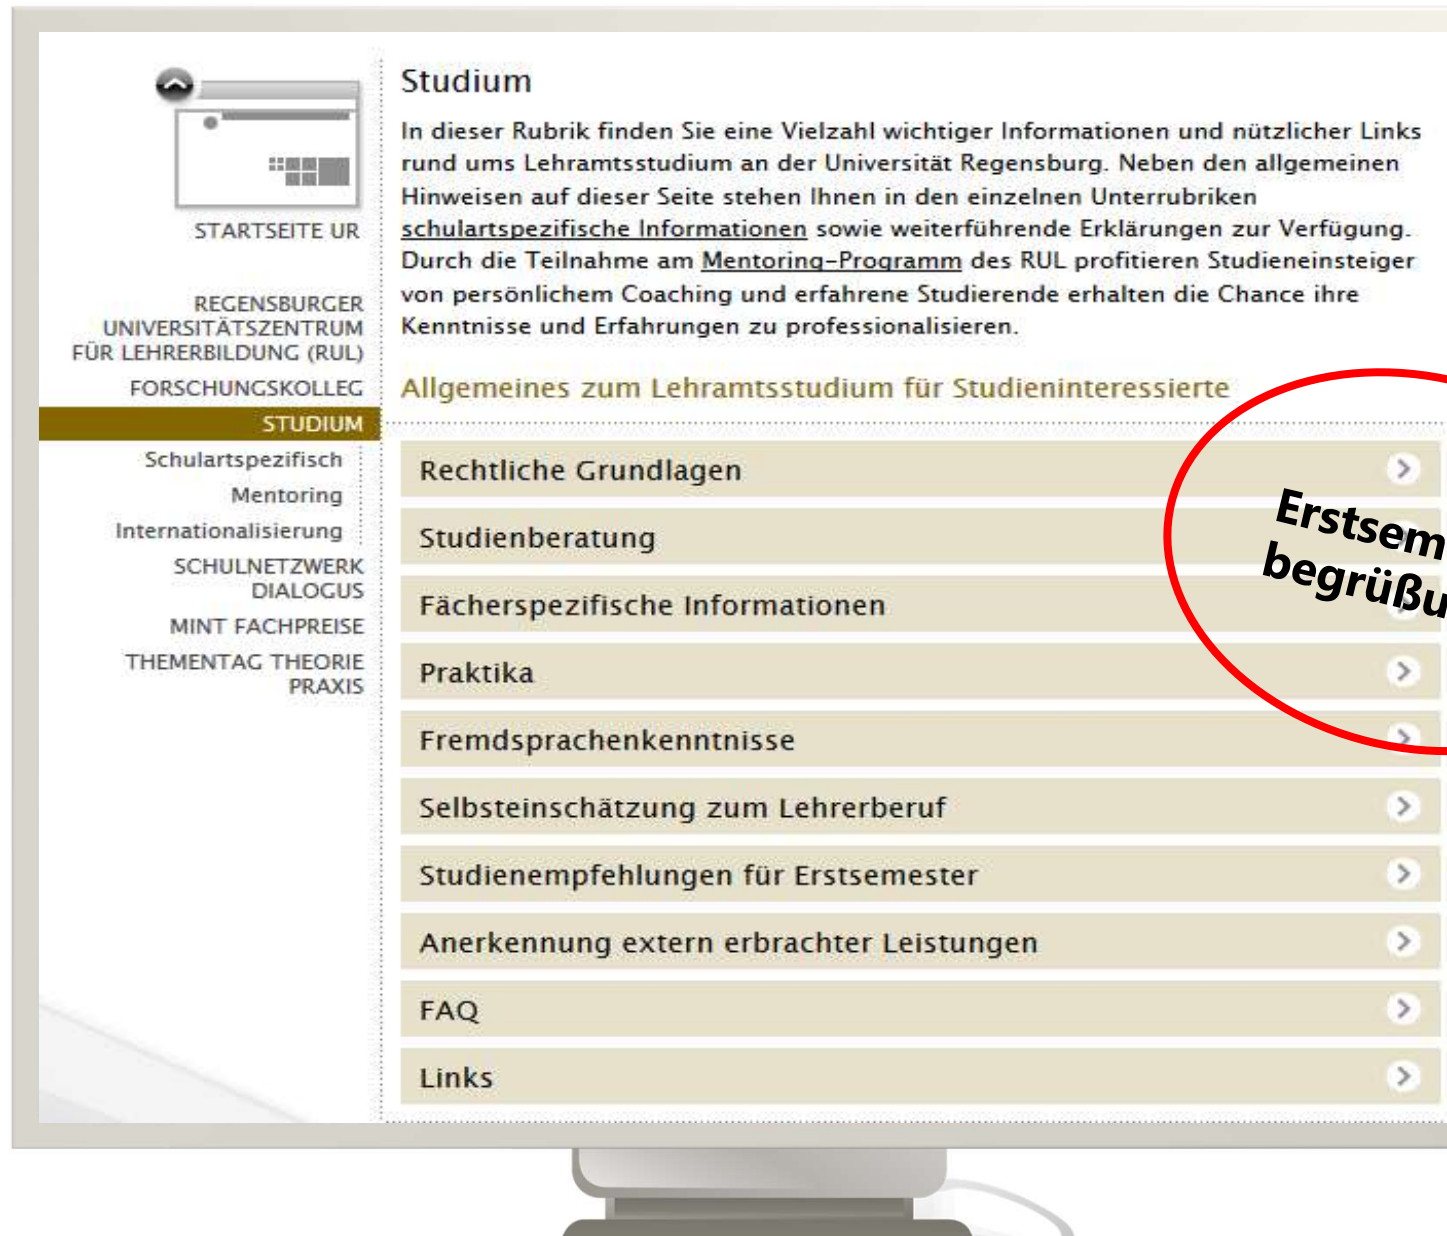 STARTSEITE UR
REGENSBURGER
UNIVERSITÄTSZENTRUM
FÜR LEHRERBILDUNG (RUL)
FORSCHUNGSKOLLEG
STUDIUM
Schulartspezifisch
Mentoring
Internationalisierung
SCHULNETZWERK
DIALOGUS
MINT FACHPREISE
THEMENTAG THEORIE
PRAXIS
Studium
In dieser Rubrik finden Sie eine Vielzahl wichtiger Informationen und nützlicher Links
rund ums Lehramtsstudium an der Universität Regensburg. Neben den allgemeinen
Hinweisen auf dieser Seite stehen Ihnen in den einzelnen Unterrubriken
schulartspezifische Informationen sowie weiterführende Erklärungen zur Verfügung.
Durch die Teilnahme am Mentoring-Programm des RUL profitieren Studieneinsteiger
von persönlichem Coaching und erfahrene Studierende erhalten die Chance ihre
Kenntnisse und Erfahrungen zu professionalisieren.
Allgemeines zum Lehramtsstudium für Studieninteressierte
Rechtliche Grundlagen
Studienberatung
Fächerspezifische Informationen
Praktika
Fremdsprachenkenntnisse
Selbsteinschätzung zum Lehrerberuf
Studienempfehlungen für Erstsemester
Anerkennung extern erbrachter Leistungen
FAQ
Links
Erstsem
begrüßu